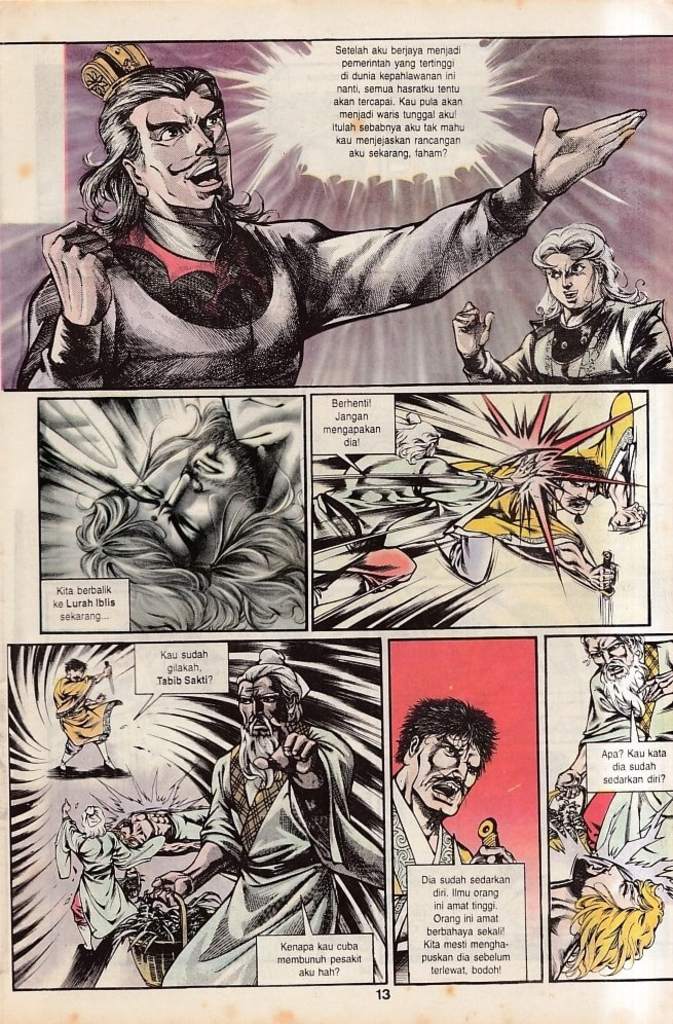 Setelah aku berjaya menjadi
pemerintah yang tertinggi
di dunia kepahlawanan ini
nanti, semua hasratku tentu
akan tercapai. Kau pula akan
menjadi waris tunggal aku!
Itulah sebabnya aku tak mahu
kau menjejaskan rancangan
aku sekarang, faham?
Kita berbalik
ke Lurah Iblis
sekarang...
Berhenti!
Jangan
mengapakan
dia!
Kau sudah
gilakah,
Tabib Sakti?
Kenapa kau cuba
membunuh pesakit
aku hah?
Dia sudah sedarkan
diri. Ilmu orang
ini amat tinggi.
Orang ini amat
berbahaya sekali!
Kita mesti mengha-
puskan dia sebelum
terlewat, bodoh!
Apa? Kau kata
dia sudah
sedarkan diri?
13